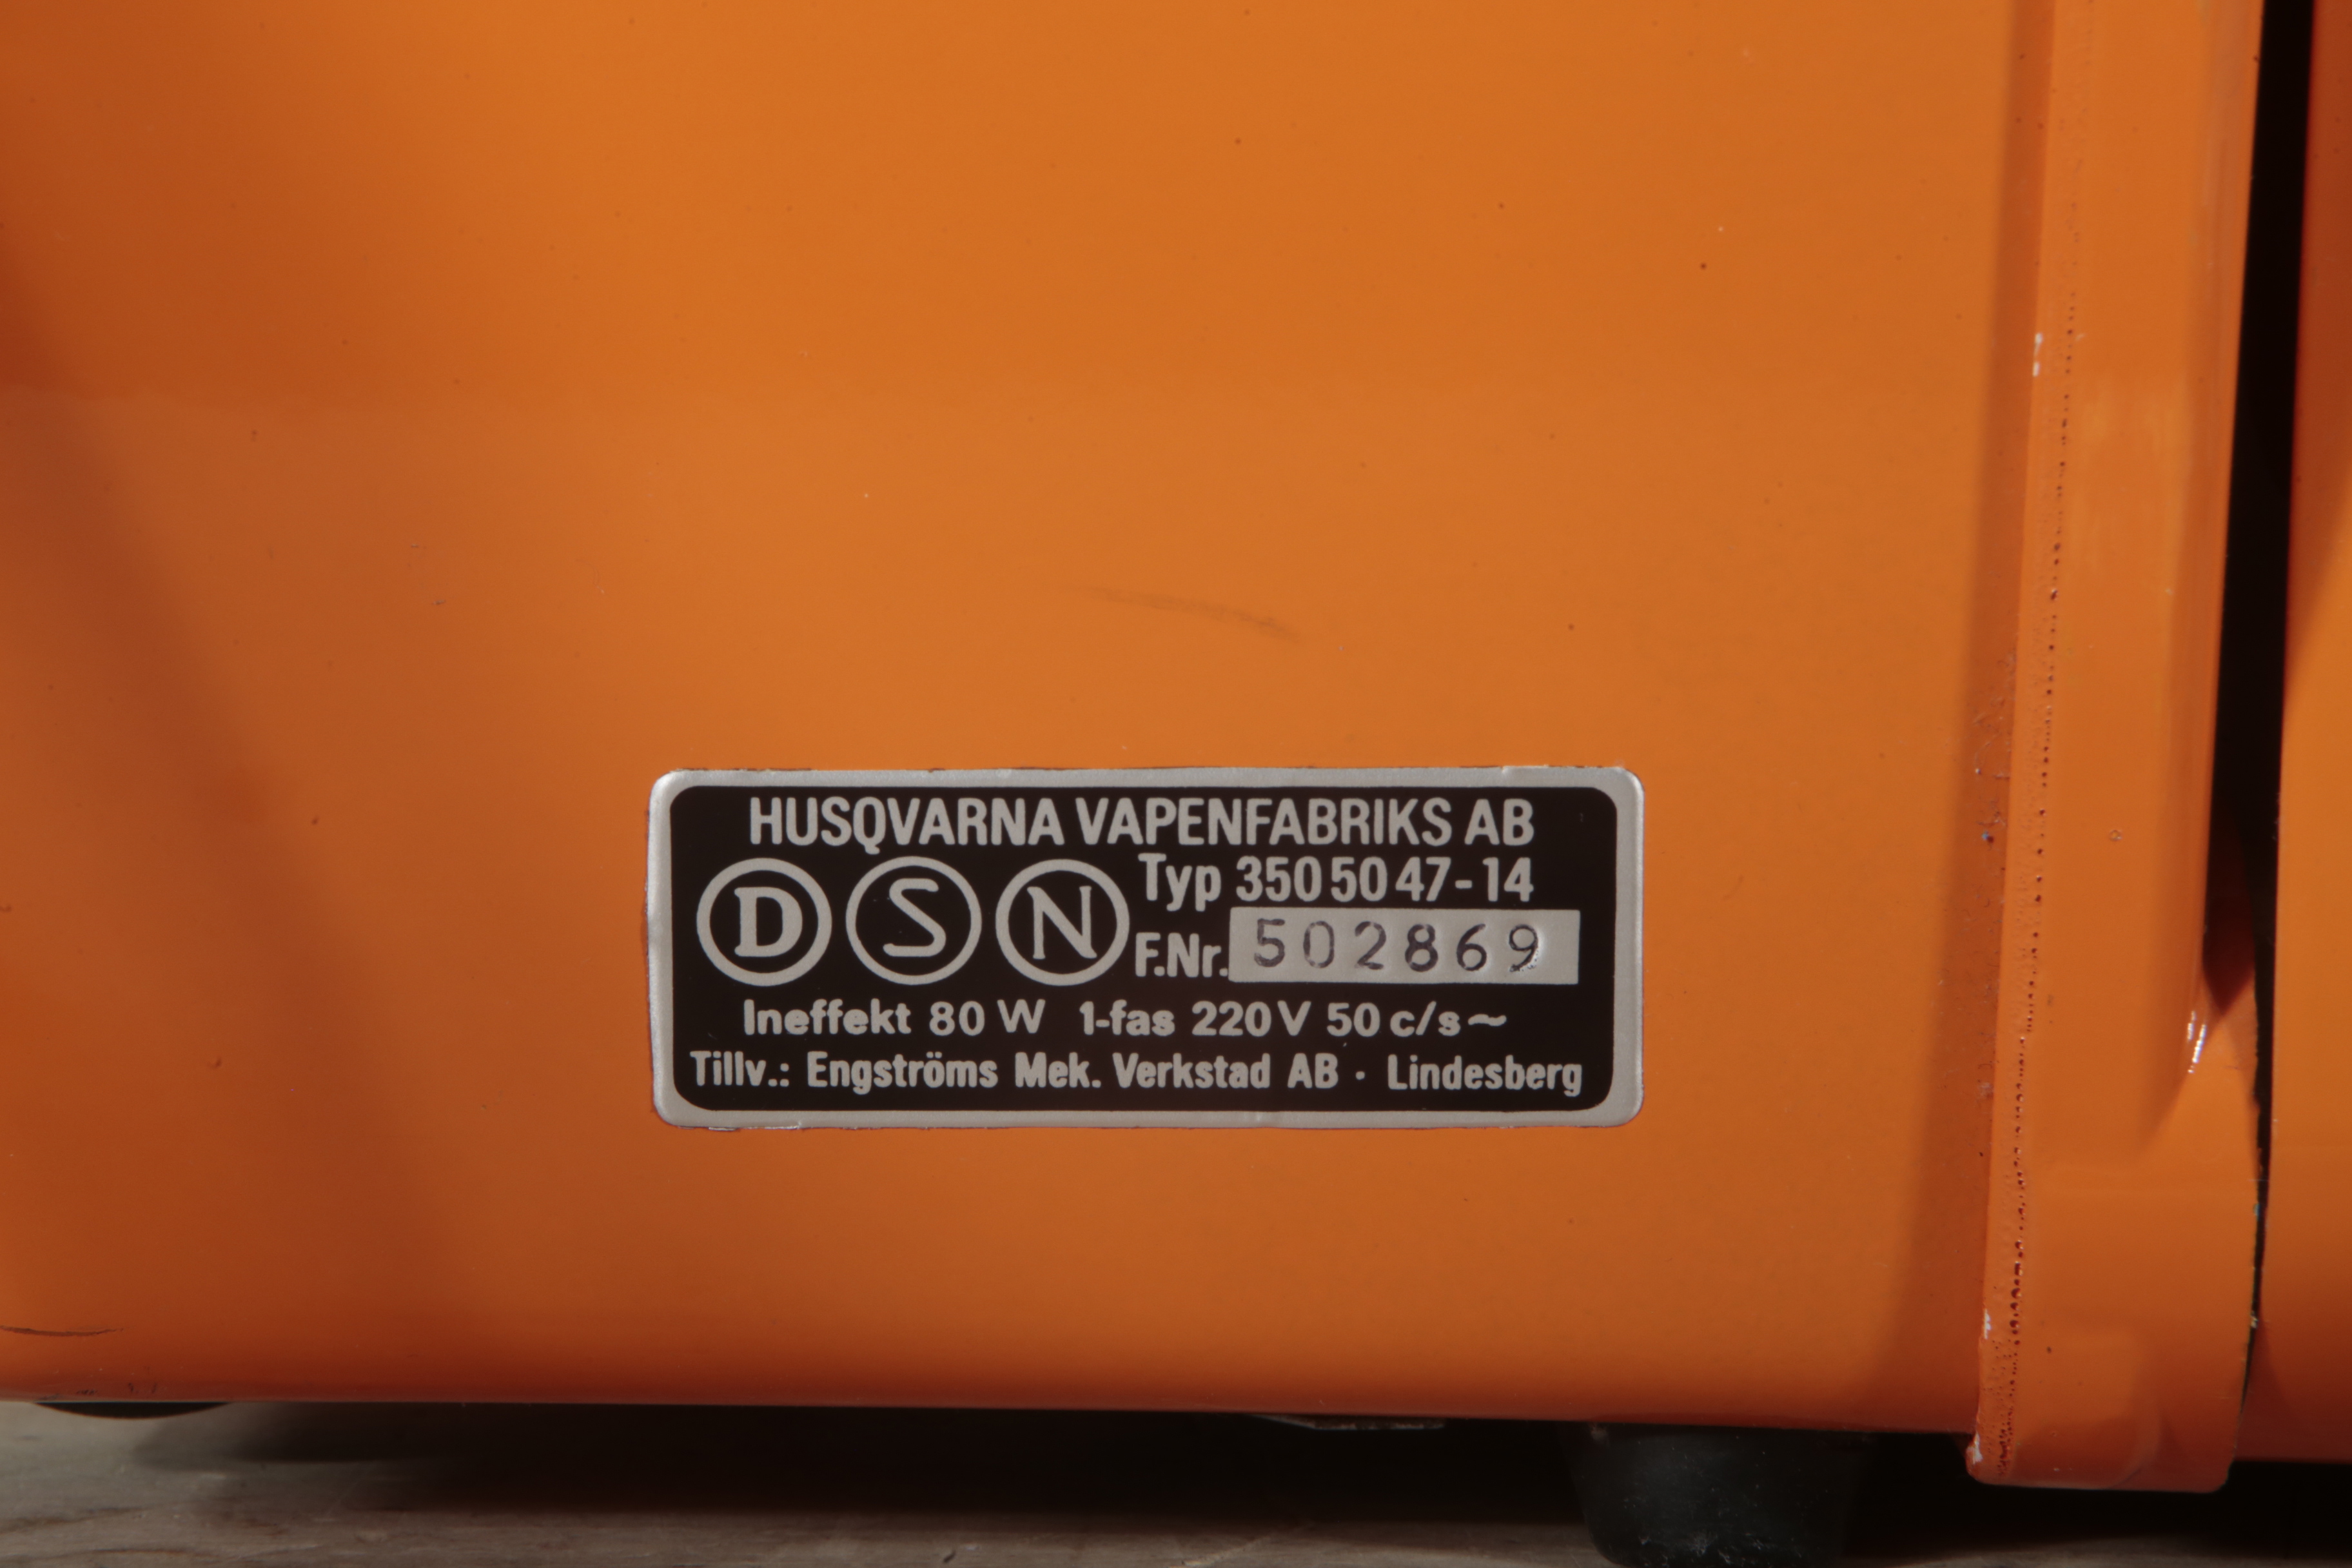 HUSQVARNA VAPENFABRIKS AB
D S N Typ 350 50 47-14
F.Nr. 502869
Ineffekt 80 W 1-fas 220 V 50 c/s ~
Tillv.: Engströms Mek. Verkstad AB · Lindesberg